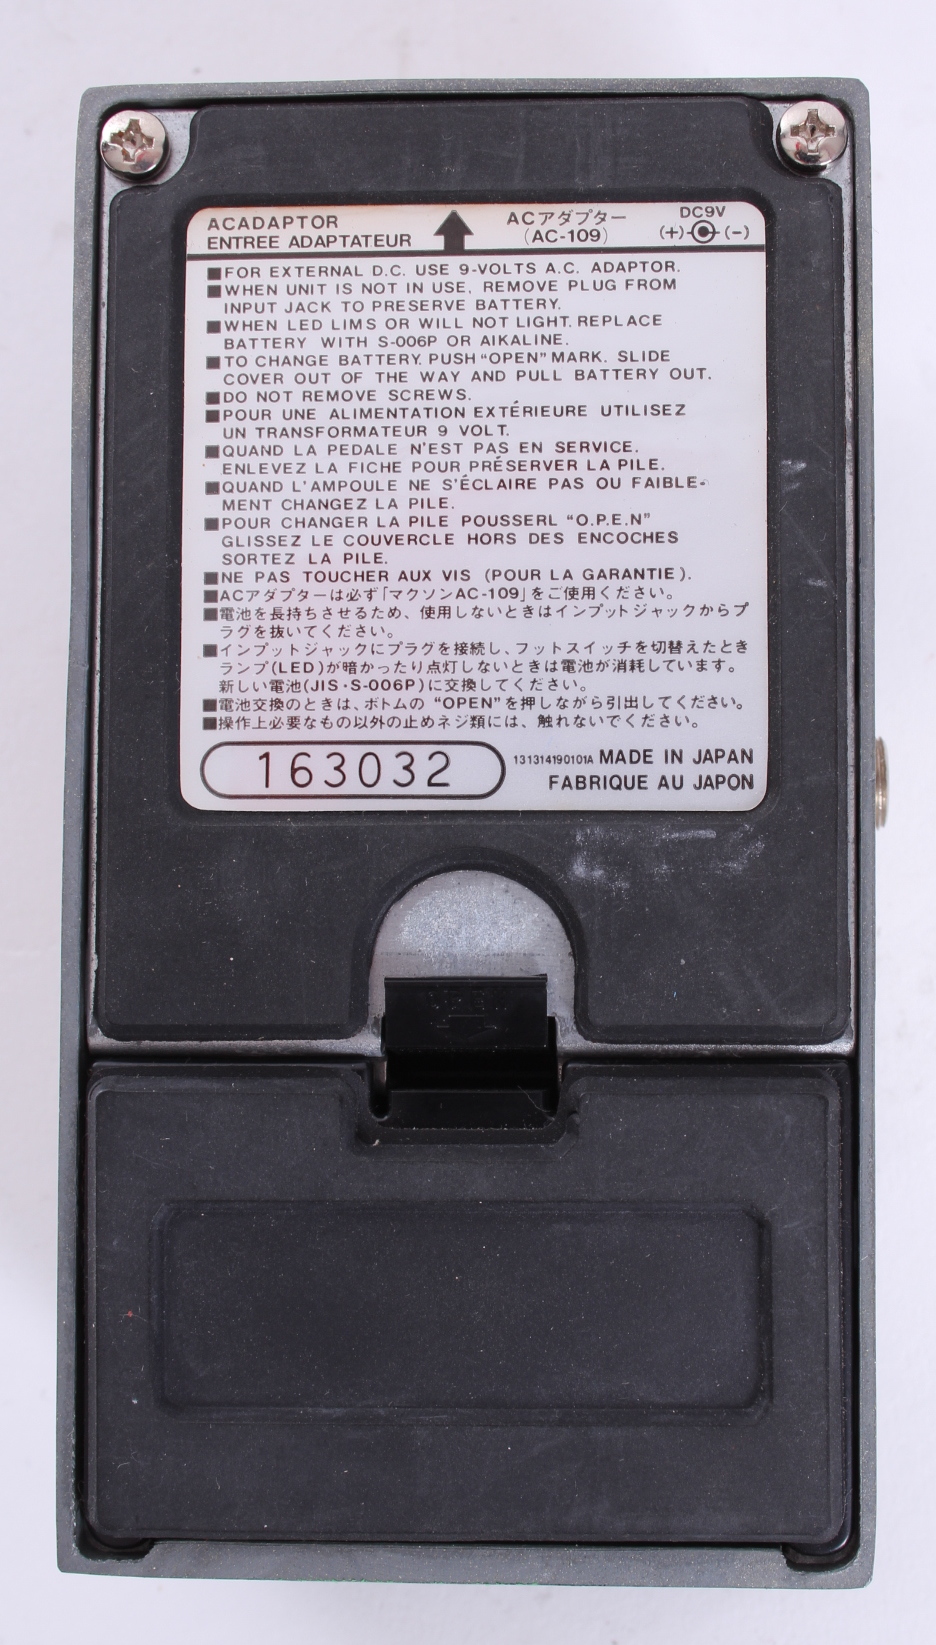 ACADAPTOR
ENTREE ADAPTATEUR
ACアダプター
(AC-109)
DC9V
(+) (-)
■FOR EXTERNAL D.C. USE 9-VOLTS A.C. ADAPTOR.
■WHEN UNIT IS NOT IN USE, REMOVE PLUG FROM
INPUT JACK TO PRESERVE BATTERY.
■WHEN LED LIMS OR WILL NOT LIGHT. REPLACE
BATTERY WITH S-006P OR AIKALINE.
■TO CHANGE BATTERY. PUSH “OPEN” MARK. SLIDE
COVER OUT OF THE WAY AND PULL BATTERY OUT.
■DO NOT REMOVE SCREWS.
■POUR UNE ALIMENTATION EXTÉRIEURE UTILISEZ
UN TRANSFORMATEUR 9 VOLT.
■QUAND LA PEDALE N'EST PAS EN SERVICE.
ENLEVEZ LA FICHE POUR PRÉSERVER LA PILE.
■QUAND L'AMPOULE NE S'ÉCLAIRE PAS OU FAIBLE-
MENT CHANGEZ LA PILE.
■POUR CHANGER LA PILE POUSSERL “O.P.E.N”
GLISSEZ LE COUVERCLE HORS DES ENCOCHES
SORTEZ LA PILE.
■NE PAS TOUCHER AUX VIS (POUR LA GARANTIE).
■ACアダプターは必ず「マクソンAC-109」をご使用ください。
■電池を長持ちさせるため、使用しないときはインプットジャックからプ
ラグを抜いてください。
■インプットジャックにプラグを接続し、フットスイッチを切替えたとき
ランプ(LED)が暗かったり点灯しないときは電池が消耗しています。
新しい電池(JIS・S-006P)に交換してください。
■電池交換のときは、ボトムの “OPEN”を押しながら引出してください。
■操作上必要なもの以外の止めネジ類には、触れないでください。
163032
131314190101A MADE IN JAPAN
FABRIQUE AU JAPON
OPEN